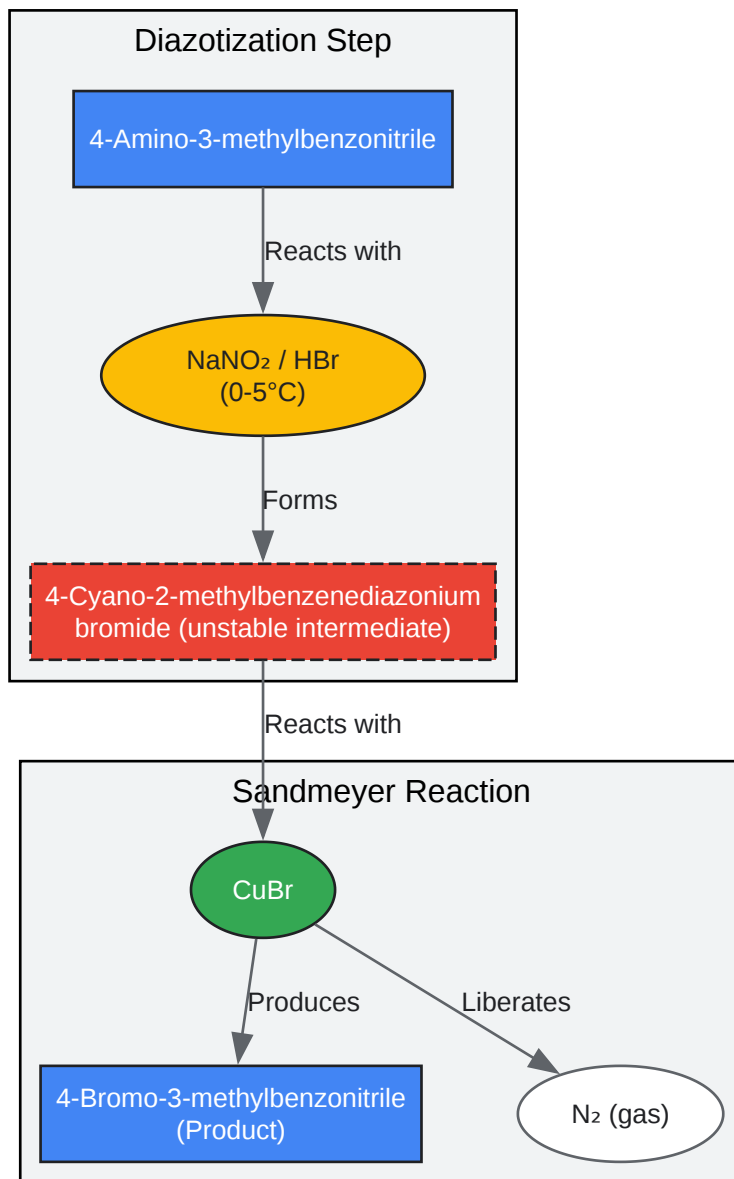 Diazotization Step
4-Amino-3-methylbenzonitrile
Reacts with
NaNO₂ / HBr
(0-5°C)
Forms
4-Cyano-2-methylbenzenediazonium
bromide (unstable intermediate)
Reacts with
Sandmeyer Reaction
CuBr
Produces
Liberates
4-Bromo-3-methylbenzonitrile
(Product)
N₂ (gas)